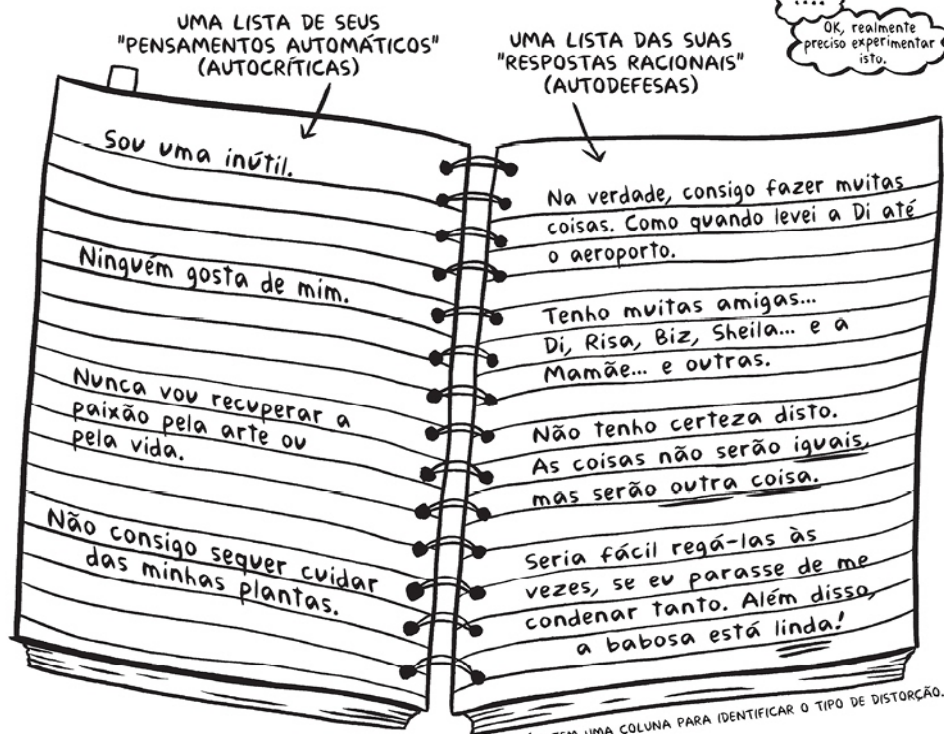 UMA LISTA DE SEUS
"PENSAMENTOS AUTOMÁTICOS"
(AUTOCRÍTICAS)
UMA LISTA DAS SUAS
"RESPOSTAS RACIONAIS"
(AUTODEFESAS)
....
OK, realmente
preciso experimentar
isto.
Sou uma inútil.
Ninguém gosta de mim.
Nunca vou recuperar a
paixão pela arte ou
pela vida.
Não consigo sequer cuidar
das minhas plantas.
Na verdade, consigo fazer muitas
coisas. Como quando levei a Di até
o aeroporto.
Tenho muitas amigas...
Di, Risa, Biz, Sheila... e a
Mamãe... e outras.
Não tenho certeza disto.
As coisas não serão iguais,
mas serão outra coisa.
Seria fácil regá-las às
vezes, se eu parasse de me
condenar tanto. Além disso,
a babosa está linda!
TEM UMA COLUNA PARA IDENTIFICAR O TIPO DE DISTORÇÃO.